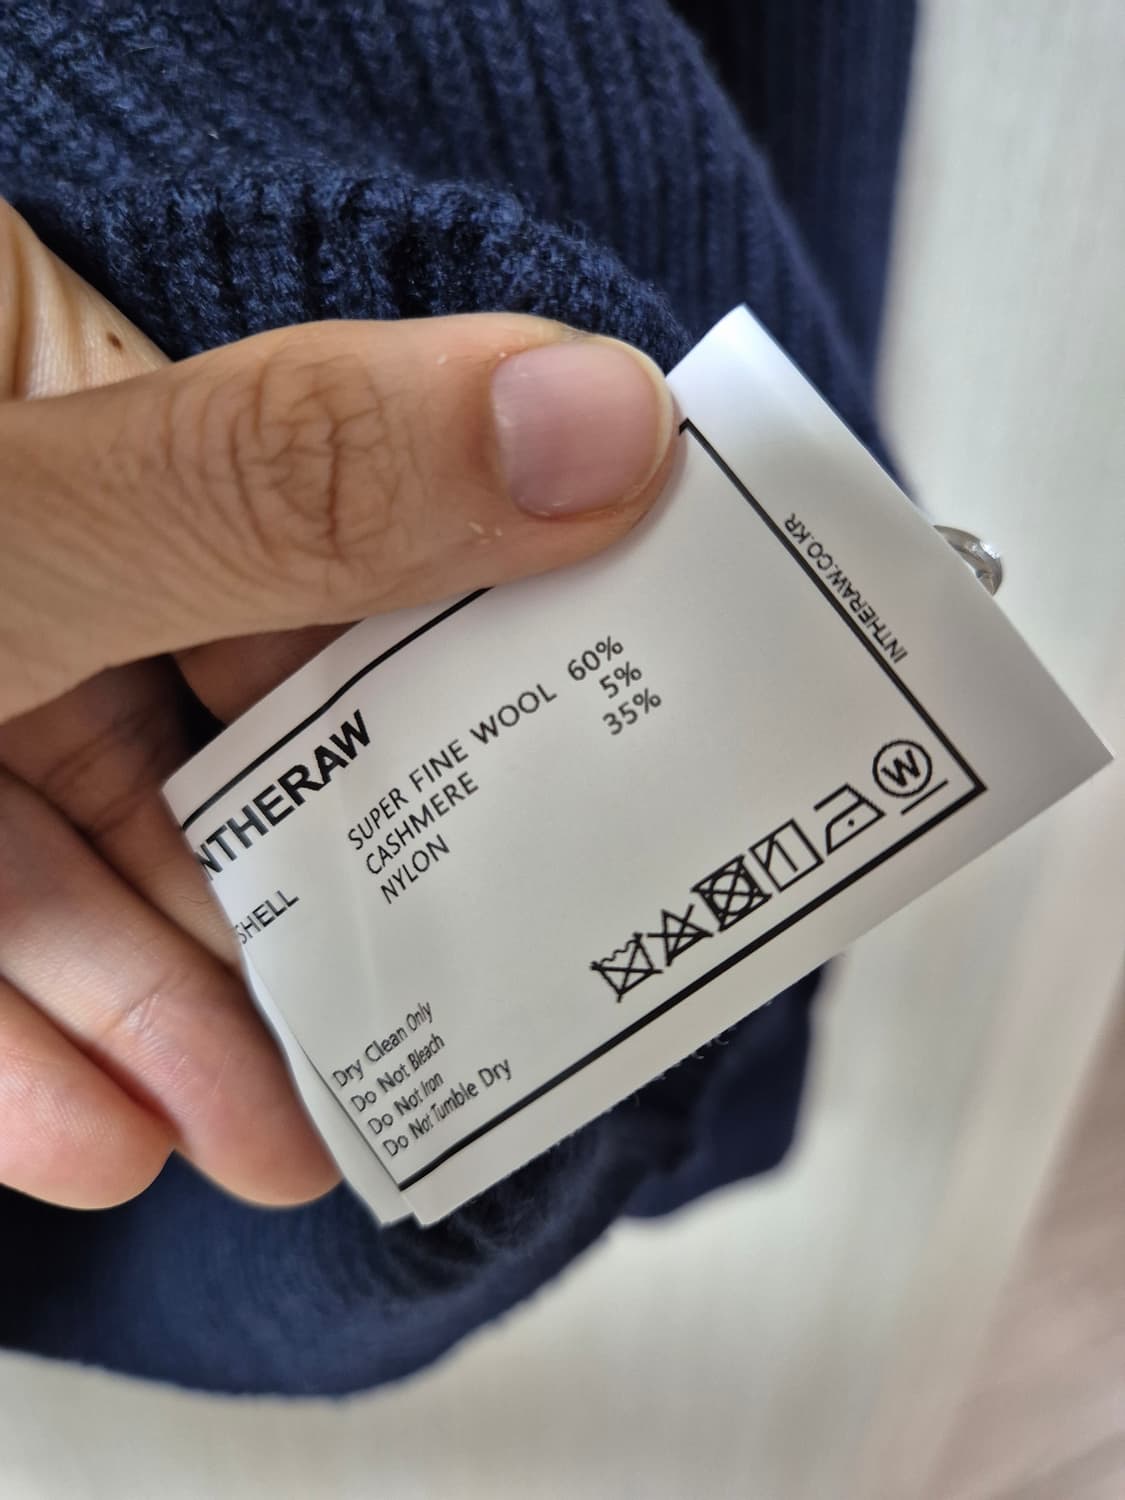 INTHERAW
SHELL
SUPER FINE WOOL 60%
CASHMERE 5%
NYLON 35%
Dry Clean Only
Do Not Bleach
Do Not Iron
Do Not Tumble Dry
W
INTHERAW.CO.KR